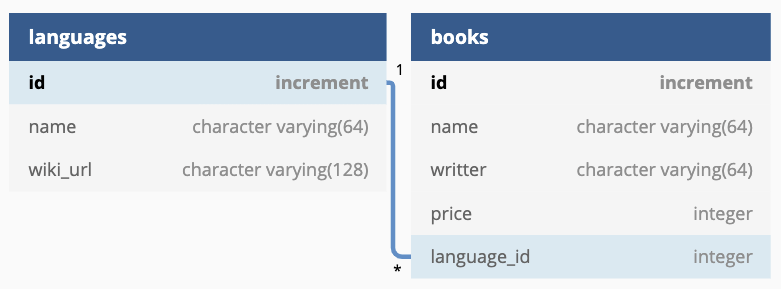 languages
id increment
name character varying(64)
wiki_url character varying(128)
1
*
books
id increment
name character varying(64)
writter character varying(64)
price integer
language_id integer